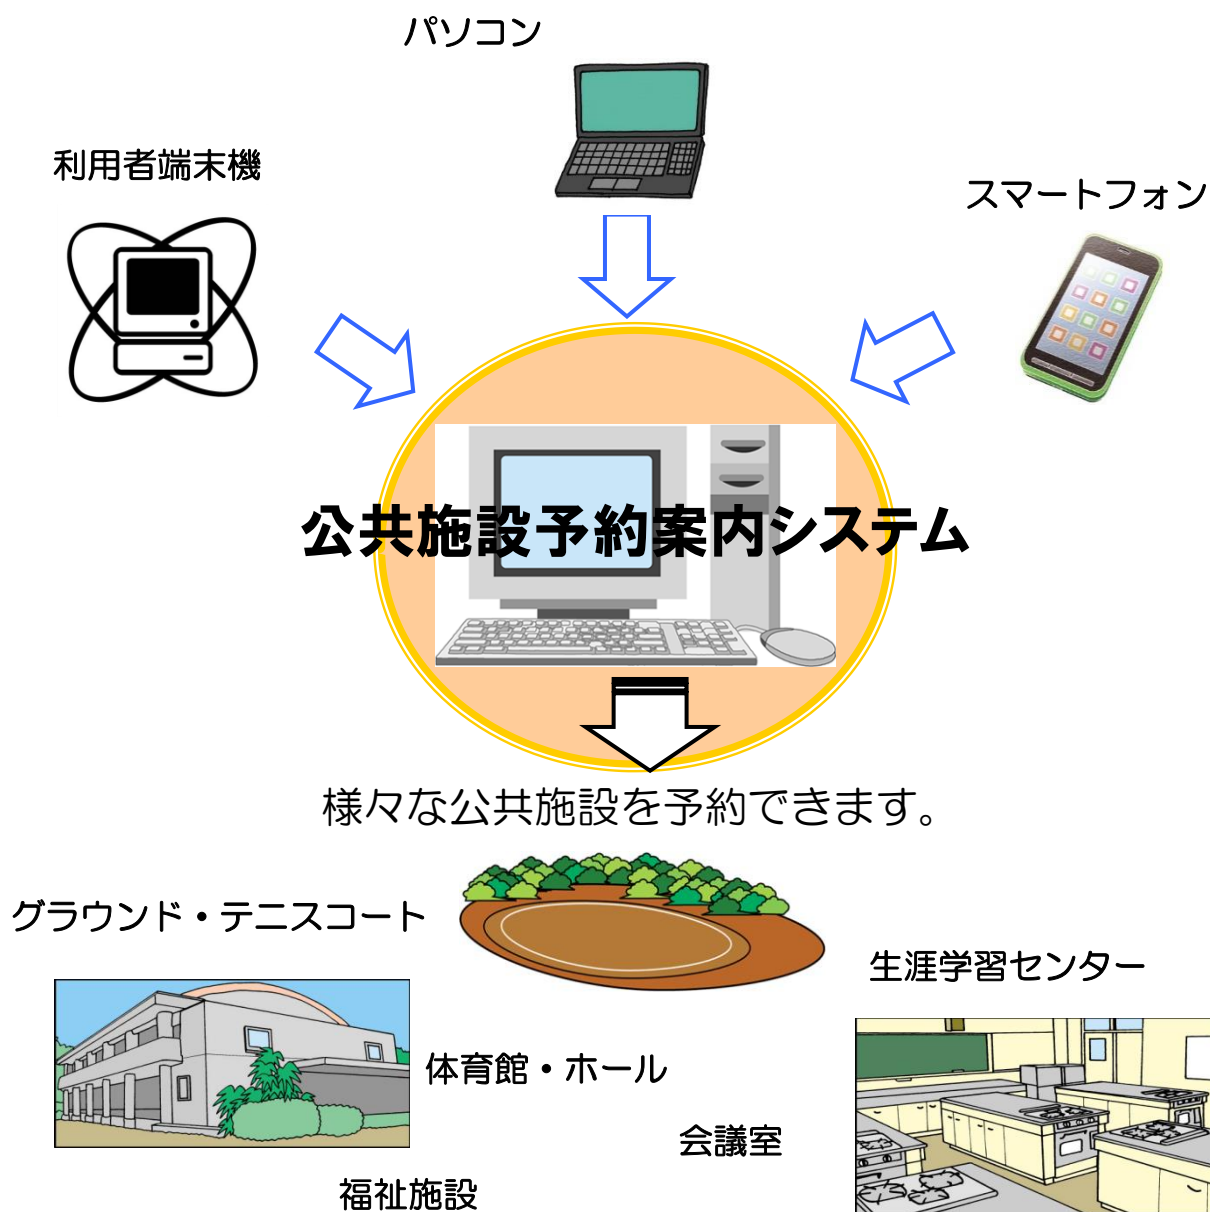 パソコン
利用者端末機
スマートフォン
公共施設予約案内システム
様々な公共施設を予約できます。
グラウンド・テニスコート
生涯学習センター
体育館・ホール
会議室
福祉施設